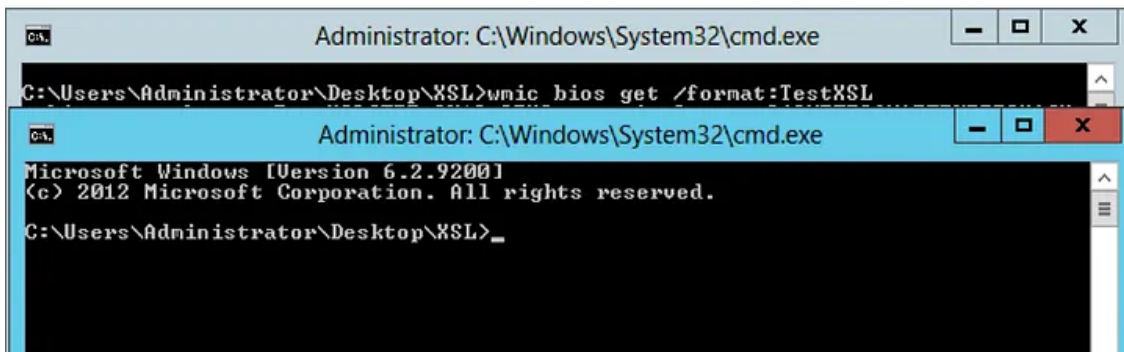 Administrator: C:\Windows\System32\cmd.exe
C:\Users\Administrator\Desktop\XSL>wmic bios get /format:TestXSL
Administrator: C:\Windows\System32\cmd.exe
Microsoft Windows [Version 6.2.9200]
(c) 2012 Microsoft Corporation. All rights reserved.
C:\Users\Administrator\Desktop\XSL>_